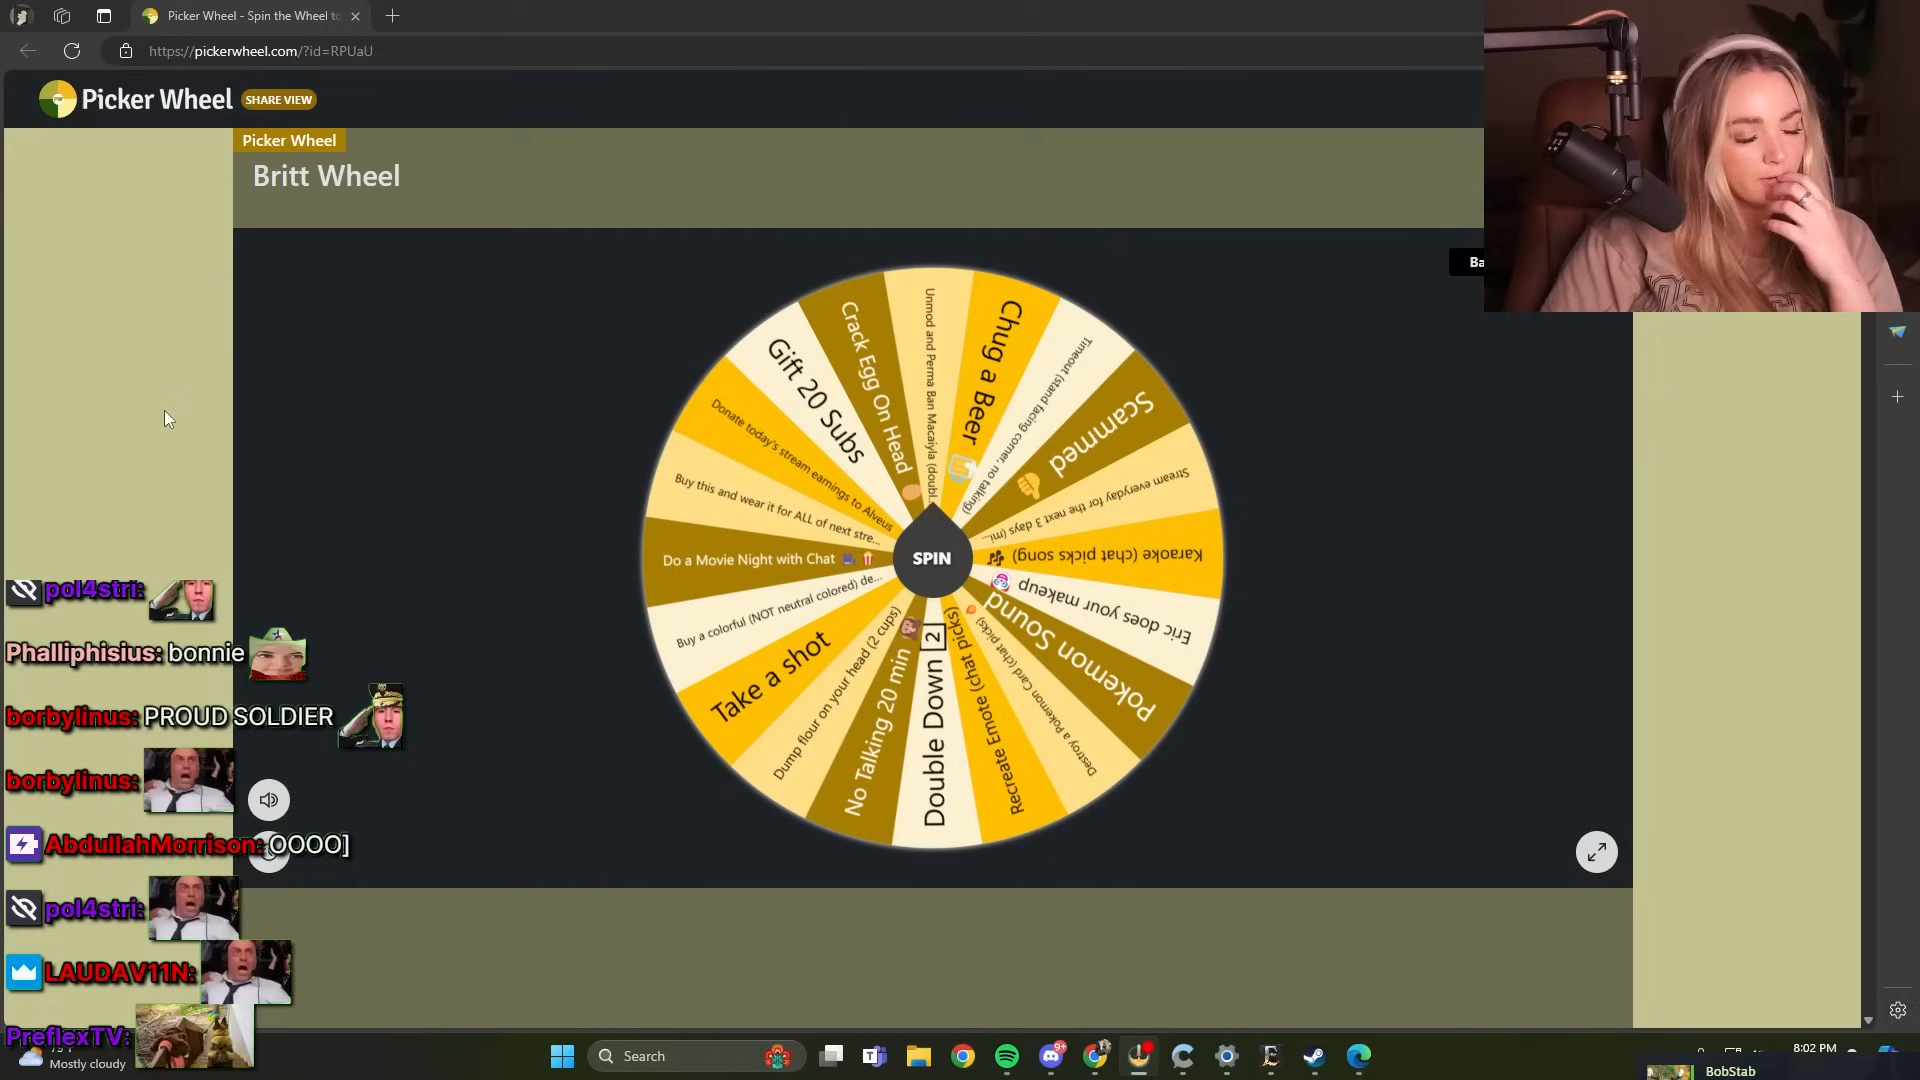 Picker Wheel - Spin the Wheel to
https://pickerwheel.com/?id=RPUaU
Picker Wheel SHARE VIEW
Picker Wheel
Britt Wheel
Ba
Unmod and Perma Ban Macaiyla (doubl...
Chug a Beer
Timeout (stand facing corner, no talking)
Scammed
Stream everyday for the next 3 days (mi...
Karaoke (chat picks song)
Eric does your makeup
Pokemon Sound
Destroy a Pokemon Card (chat picks)
Recreate Emote (chat picks)
Double Down 2
No Talking 20 min
Dump flour on your head (2 cups)
Take a shot
Buy a colorful (NOT neutral colored) de...
Do a Movie Night with Chat
Buy this and wear it for ALL of next stre...
Donate today's stream earnings to Alveus
Gift 20 Subs
Crack Egg On Head
SPIN
pol4stri:
Phalliphisius: bonnie
borbylinus: PROUD SOLDIER
borbylinus:
AbdullahMorrison: [OOOO]
pol4stri:
LAUDAV11N:
PreflexTV:
Mostly cloudy
Search
9+
8:02 PM
BobStab